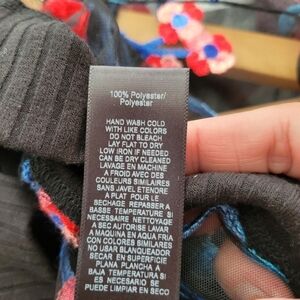 100% Polyester/
Polyester
HAND WASH COLD
WITH LIKE COLORS
DO NOT BLEACH
LAY FLAT TO DRY
LOW IRON IF NEEDED
CAN BE DRY CLEANED
LAVAGE EN MACHINE
A FROID AVEC DES
COULEURS SIMILAIRES
SANS JAVEL ETENDRE
A PLAT POUR LE
SECHAGE REPASSER A
BASSE TEMPERATURE SI
NECESSAIRE NETTOYAGE
A SEC AUTORISE LAVAR
A MAQUINA EN AQUA FRIA
CON COLORES SIMILARES
NO USAR BLANQUEADOR
SECAR EN SUPERFICIE
PLANA PLANCHA A
BAJA TEMPERATURA SI
ES NECESARIO SE
PUEDE LIMPIAR EN SECO